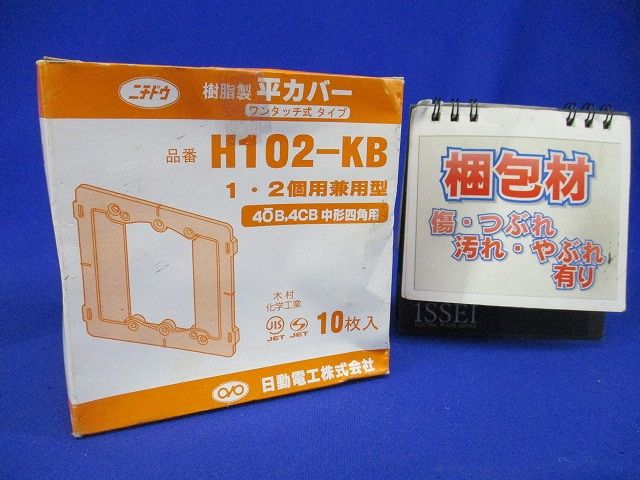 ニチドウ 樹脂製 平カバー
ワンタッチ式 タイプ
品番 H102-KB
1・2個用兼用型
4OB,4CB 中形四角用
木村
化学工業
JIS
JET JET
10枚入
日動電工株式会社
梱包材
傷・つぶれ
汚れ・やぶれ
有り
ISSEI